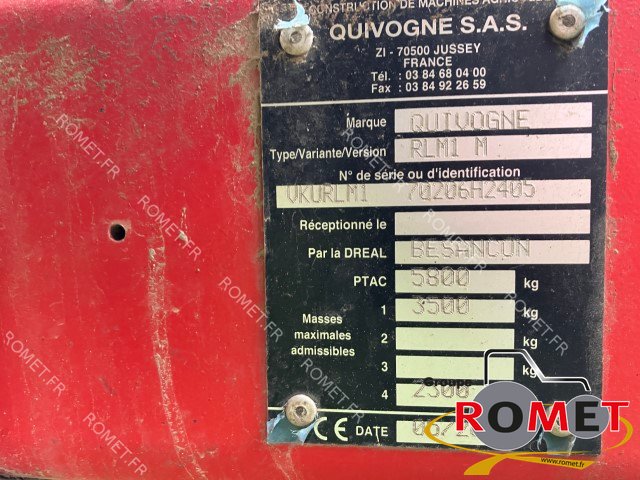 CONSTRUCTION DE MACHINES
QUIVOGNE S.A.S.
ZI - 70500 JUSSEY
FRANCE
Tél. : 03 84 68 04 00
Fax : 03 84 92 26 59
Marque QUIVOGNE
Type/Variante/Version RLM1 M
N° de série ou d'identification
VKURLM1 7Q206H2405
Réceptionné le
Par la DREAL BESANCON
PTAC 5800 kg
1 3500 kg
Masses maximales admissibles
2 kg
3 kg
4 2300
CE DATE 06/
Groupe
ROMET
www.romet.fr
ROMET.FR